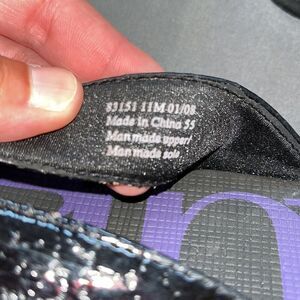 83151 11M 01/08
Made in China 55
Man made upper/
Man made sole